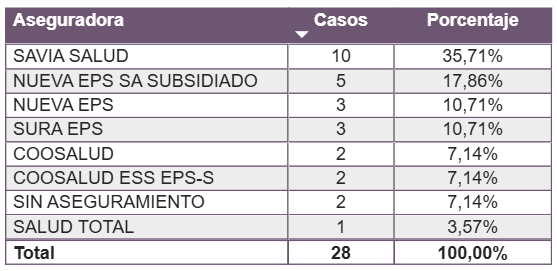 Aseguradora Casos Porcentaje
SAVIA SALUD 10 35,71%
NUEVA EPS SA SUBSIDIADO 5 17,86%
NUEVA EPS 3 10,71%
SURA EPS 3 10,71%
COOSALUD 2 7,14%
COOSALUD ESS EPS-S 2 7,14%
SIN ASEGURAMIENTO 2 7,14%
SALUD TOTAL 1 3,57%
Total 28 100,00%